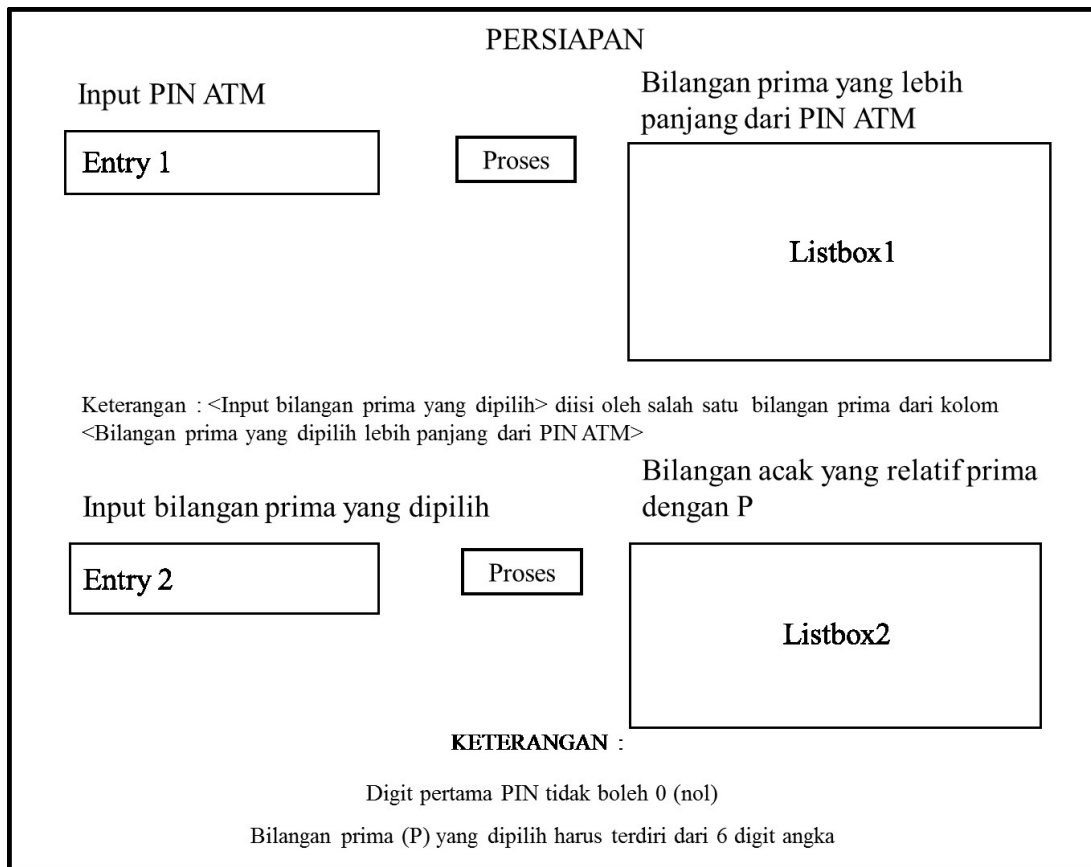 PERSIAPAN
Input PIN ATM
Bilangan prima yang lebih
panjang dari PIN ATM
Entry 1
Proses
Listbox1
Keterangan : <Input bilangan prima yang dipilih> diisi oleh salah satu bilangan prima dari kolom
<Bilangan prima yang dipilih lebih panjang dari PIN ATM>
Input bilangan prima yang dipilih
Bilangan acak yang relatif prima
dengan P
Entry 2
Proses
Listbox2
KETERANGAN :
Digit pertama PIN tidak boleh 0 (nol)
Bilangan prima (P) yang dipilih harus terdiri dari 6 digit angka